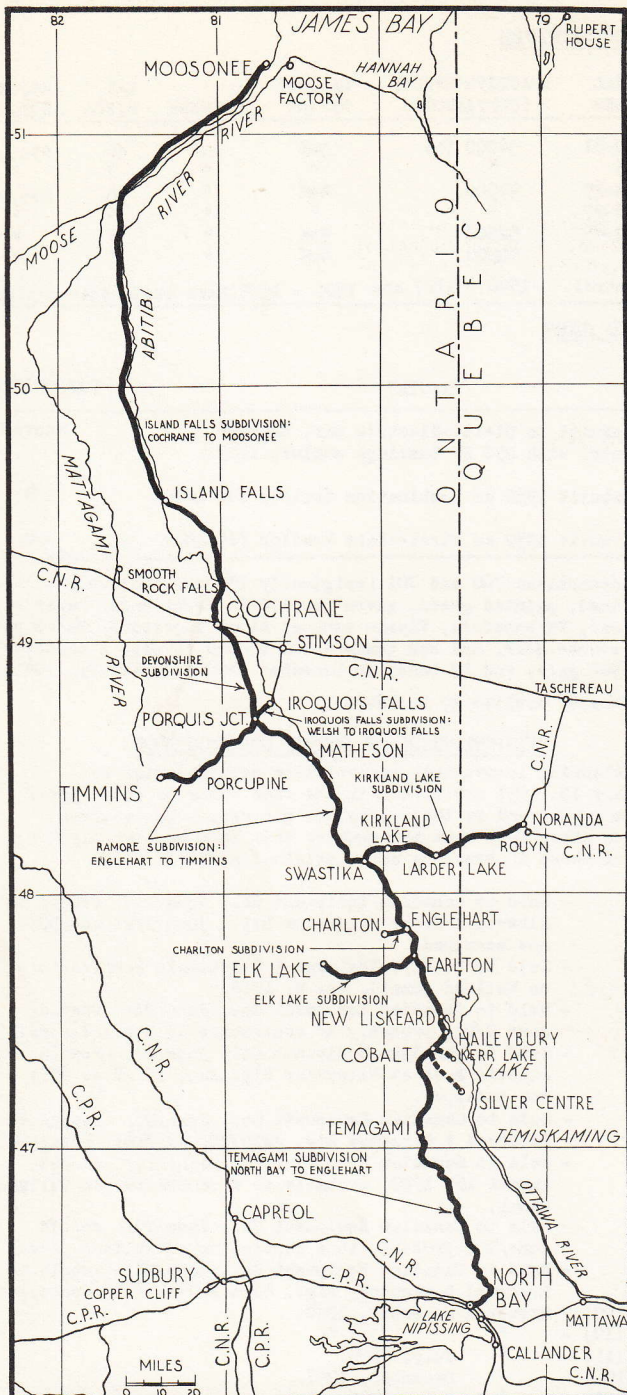 82
81
79
JAMES BAY
RUPERT
HOUSE
MOOSONEE
MOOSE
FACTORY
HANNAH
BAY
51
RIVER
RIVER
MOOSE
ABITIBI
ONTARIO
QUEBEC
50
ISLAND FALLS SUBDIVISION:
COCHRANE TO MOOSONEE
MATTAGAMI
RIVER
ISLAND FALLS
C.N.R.
SMOOTH
ROCK FALLS
COCHRANE
49
STIMSON
C.N.R.
DEVONSHIRE
SUBDIVISION
TASCHEREAU
IROQUOIS FALLS
PORQUIS JCT.
IROQUOIS FALLS SUBDIVISION:
WELSH TO IROQUOIS FALLS
C.N.R.
MATHESON
TIMMINS
PORCUPINE
KIRKLAND LAKE
SUBDIVISION
RAMORE SUBDIVISION:
ENGLEHART TO TIMMINS
KIRKLAND
LAKE
NORANDA
ROUYN
C.N.R.
SWASTIKA
LARDER LAKE
48
CHARLTON
ENGLEHART
CHARLTON SUBDIVISION
ELK LAKE
EARLTON
ELK LAKE SUBDIVISION
NEW LISKEARD
HAILEYBURY
COBALT
KERR LAKE
LAKE
SILVER CENTRE
TEMAGAMI
TEMISKAMING
47
TEMAGAMI SUBDIVISION
NORTH BAY TO ENGLEHART
C.N.R.
C.P.R.
OTTAWA RIVER
CAPREOL
C.N.R.
SUDBURY
COPPER CLIFF
C.P.R.
C.P.R.
NORTH
BAY
LAKE
NIPISSING
MATTAWA
C.N.R.
C.P.R.
CALLANDER
C.N.R.
MILES
0 10 20